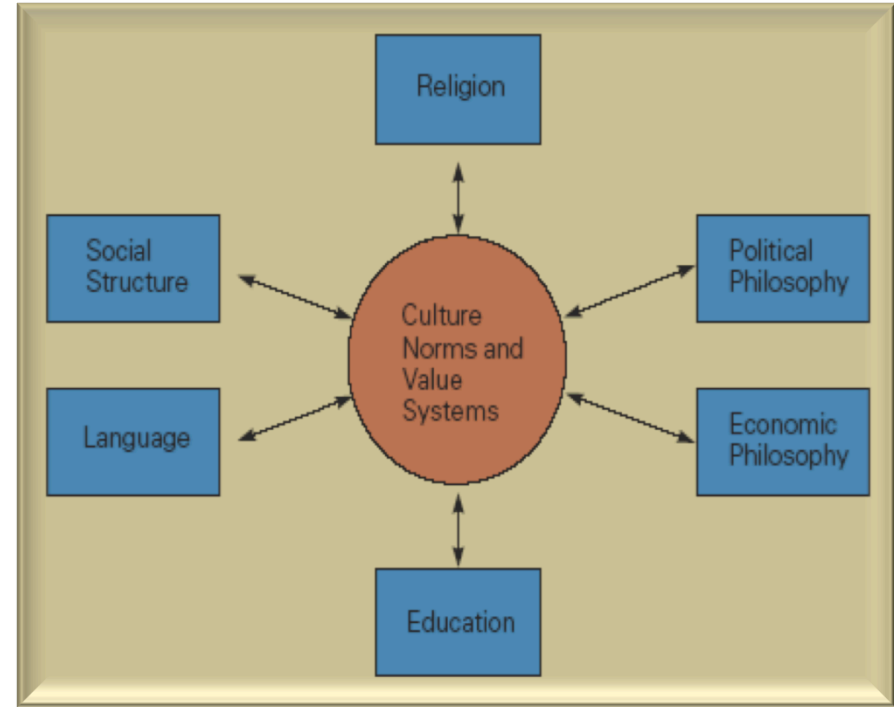 Religion
Social
Structure
Political
Philosophy
Culture
Norms and
Value
Systems
Language
Economic
Philosophy
Education